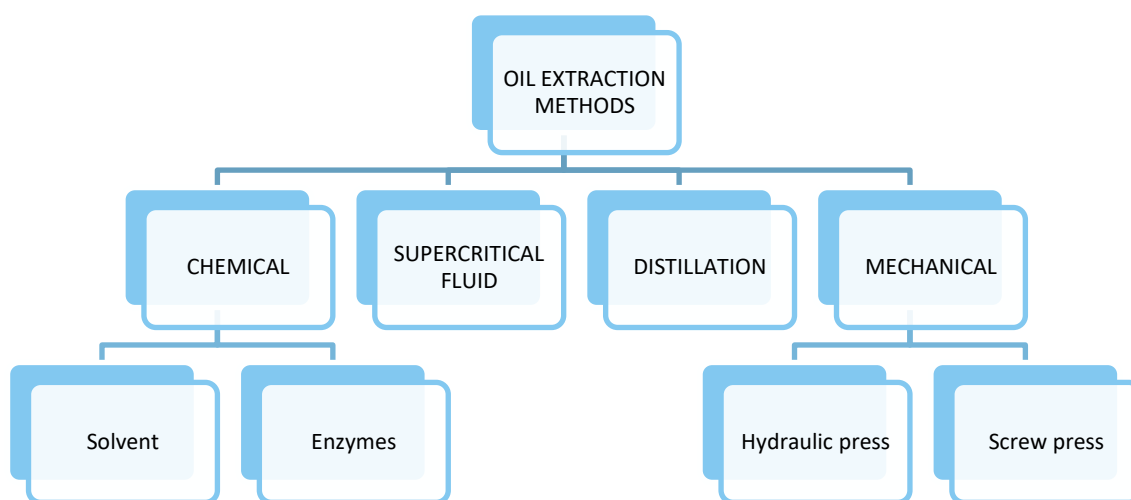 OIL EXTRACTION
METHODS
CHEMICAL
SUPERCRITICAL
FLUID
DISTILLATION
MECHANICAL
Solvent
Enzymes
Hydraulic press
Screw press